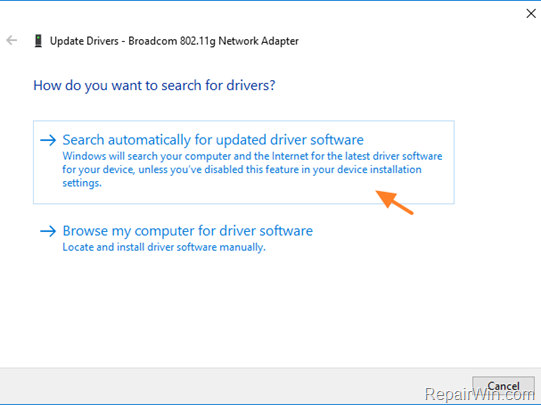 Update Drivers - Broadcom 802.11g Network Adapter
How do you want to search for drivers?
Search automatically for updated driver software
Windows will search your computer and the Internet for the latest driver software
for your device, unless you've disabled this feature in your device installation
settings.
Browse my computer for driver software
Locate and install driver software manually.
Cancel
RepairWin.com